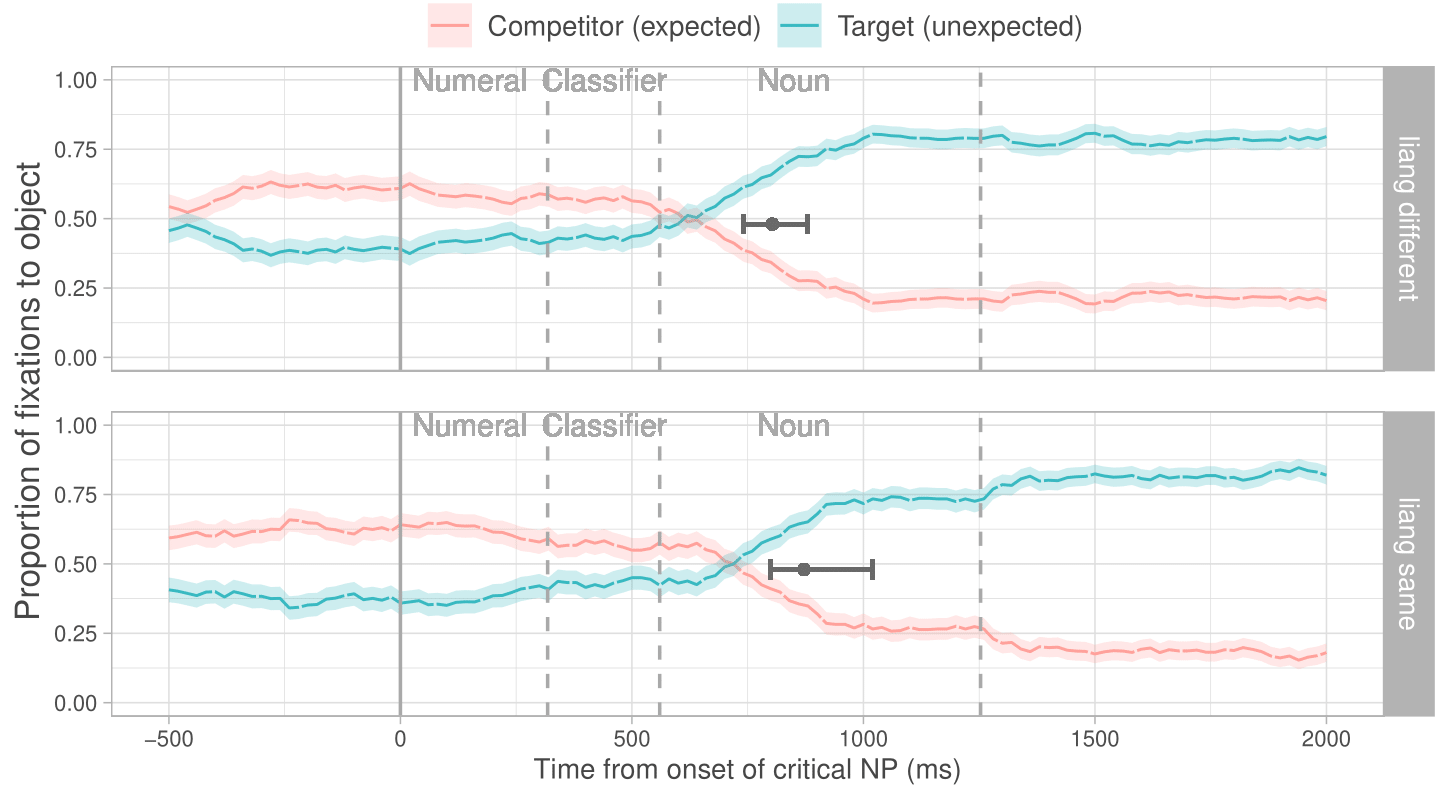 Competitor (expected) Target (unexpected)
Proportion of fixations to object
1.00
0.75
0.50
0.25
0.00
Numeral Classifier Noun
liang different
1.00
0.75
0.50
0.25
0.00
Numeral Classifier Noun
liang same
−500 0 500 1000 1500 2000
Time from onset of critical NP (ms)